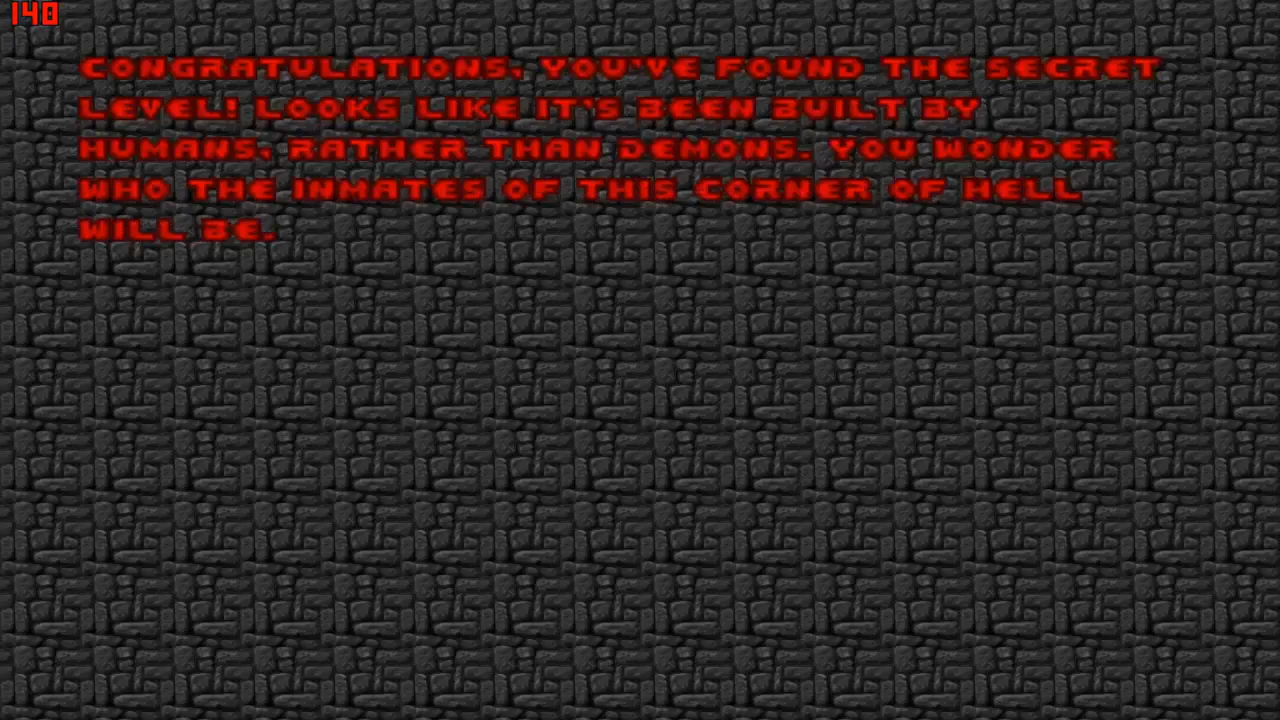 140
CONGRATULATIONS, YOU'VE FOUND THE SECRET
LEVEL! LOOKS LIKE IT'S BEEN BUILT BY
HUMANS, RATHER THAN DEMONS. YOU WONDER
WHO THE INMATES OF THIS CORNER OF HELL
WILL BE.